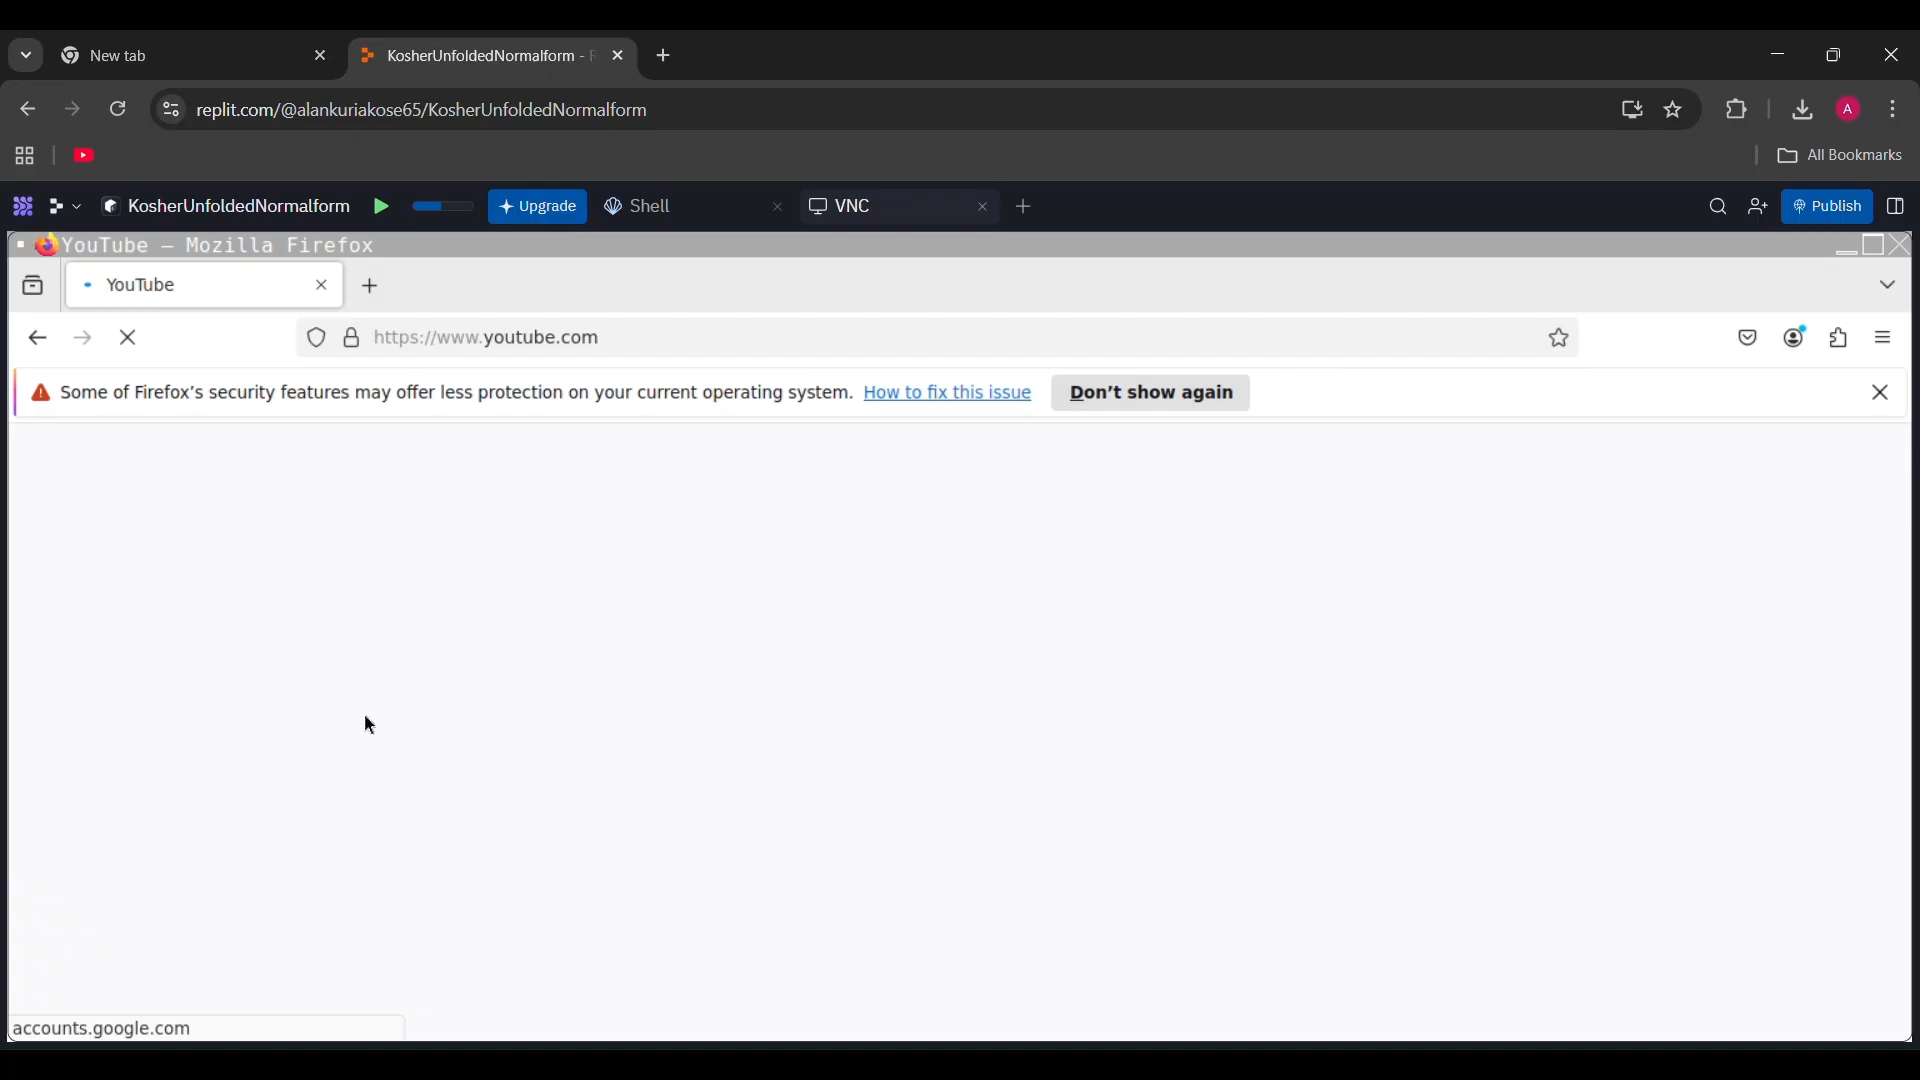 New tab
KosherUnfoldedNormalform -
replit.com/@alankuriakose65/KosherUnfoldedNormalform
A
All Bookmarks
KosherUnfoldedNormalform
Upgrade
Shell
VNC
Publish
YouTube — Mozilla Firefox
YouTube
https://www.youtube.com
Some of Firefox’s security features may offer less protection on your current operating system. How to fix this issue Don’t show again
accounts.google.com